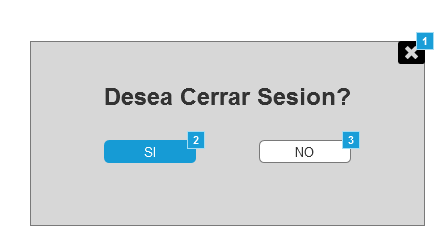 1
Desea Cerrar Sesion?
SI 2
NO 3